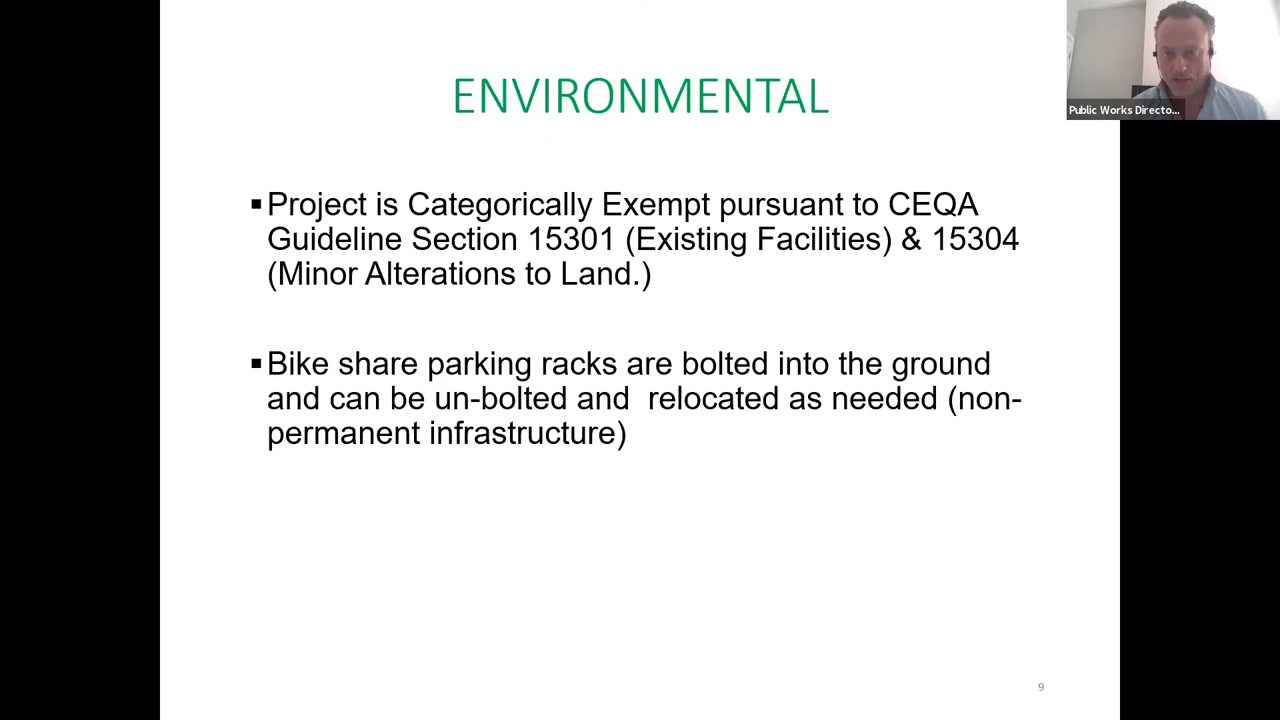 ENVIRONMENTAL
Public Works Directo...
▪Project is Categorically Exempt pursuant to CEQA
Guideline Section 15301 (Existing Facilities) & 15304
(Minor Alterations to Land.)
▪Bike share parking racks are bolted into the ground
and can be un-bolted and  relocated as needed (non-
permanent infrastructure)
9